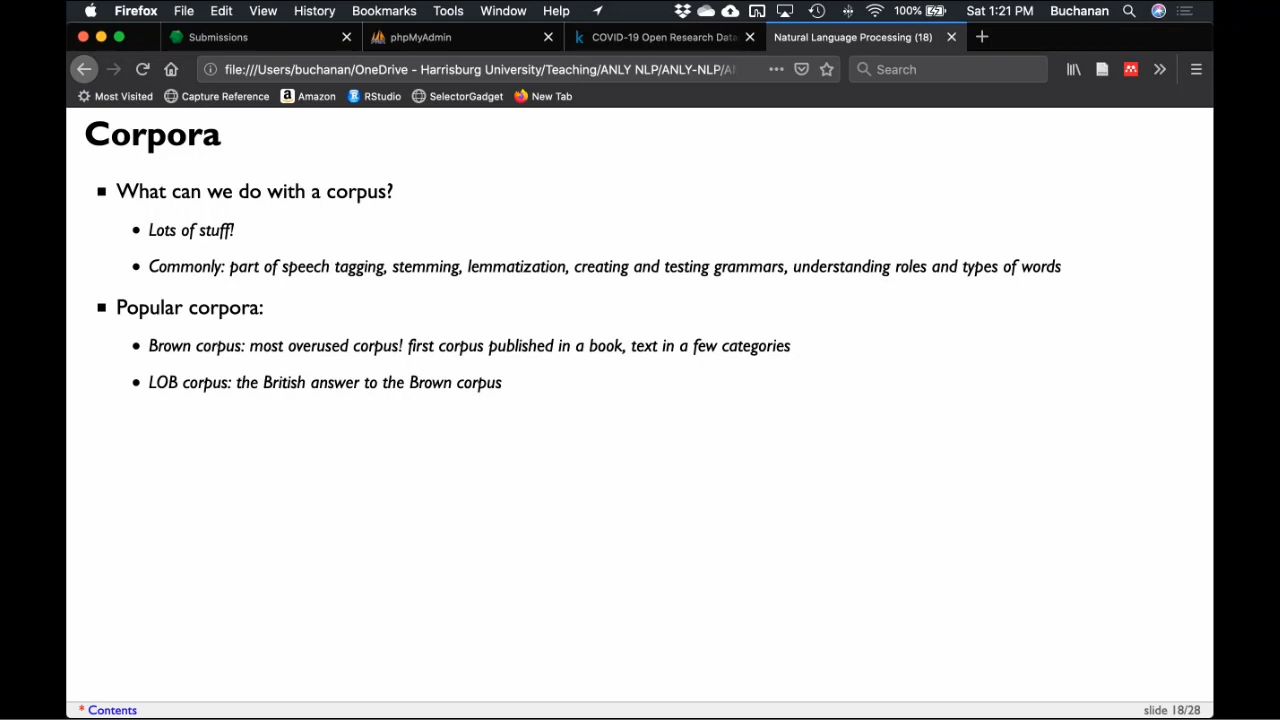 Firefox File Edit View History Bookmarks Tools Window Help 100% Sat 1:21 PM Buchanan
Submissions phpMyAdmin COVID-19 Open Research Data Natural Language Processing (18)
file:///Users/buchanan/OneDrive - Harrisburg University/Teaching/ANLY NLP/ANLY-NLP/A Search
Most Visited Capture Reference Amazon RStudio SelectorGadget New Tab
Corpora
What can we do with a corpus?
Lots of stuff!
Commonly: part of speech tagging, stemming, lemmatization, creating and testing grammars, understanding roles and types of words
Popular corpora:
Brown corpus: most overused corpus! first corpus published in a book, text in a few categories
LOB corpus: the British answer to the Brown corpus
* Contents slide 18/28